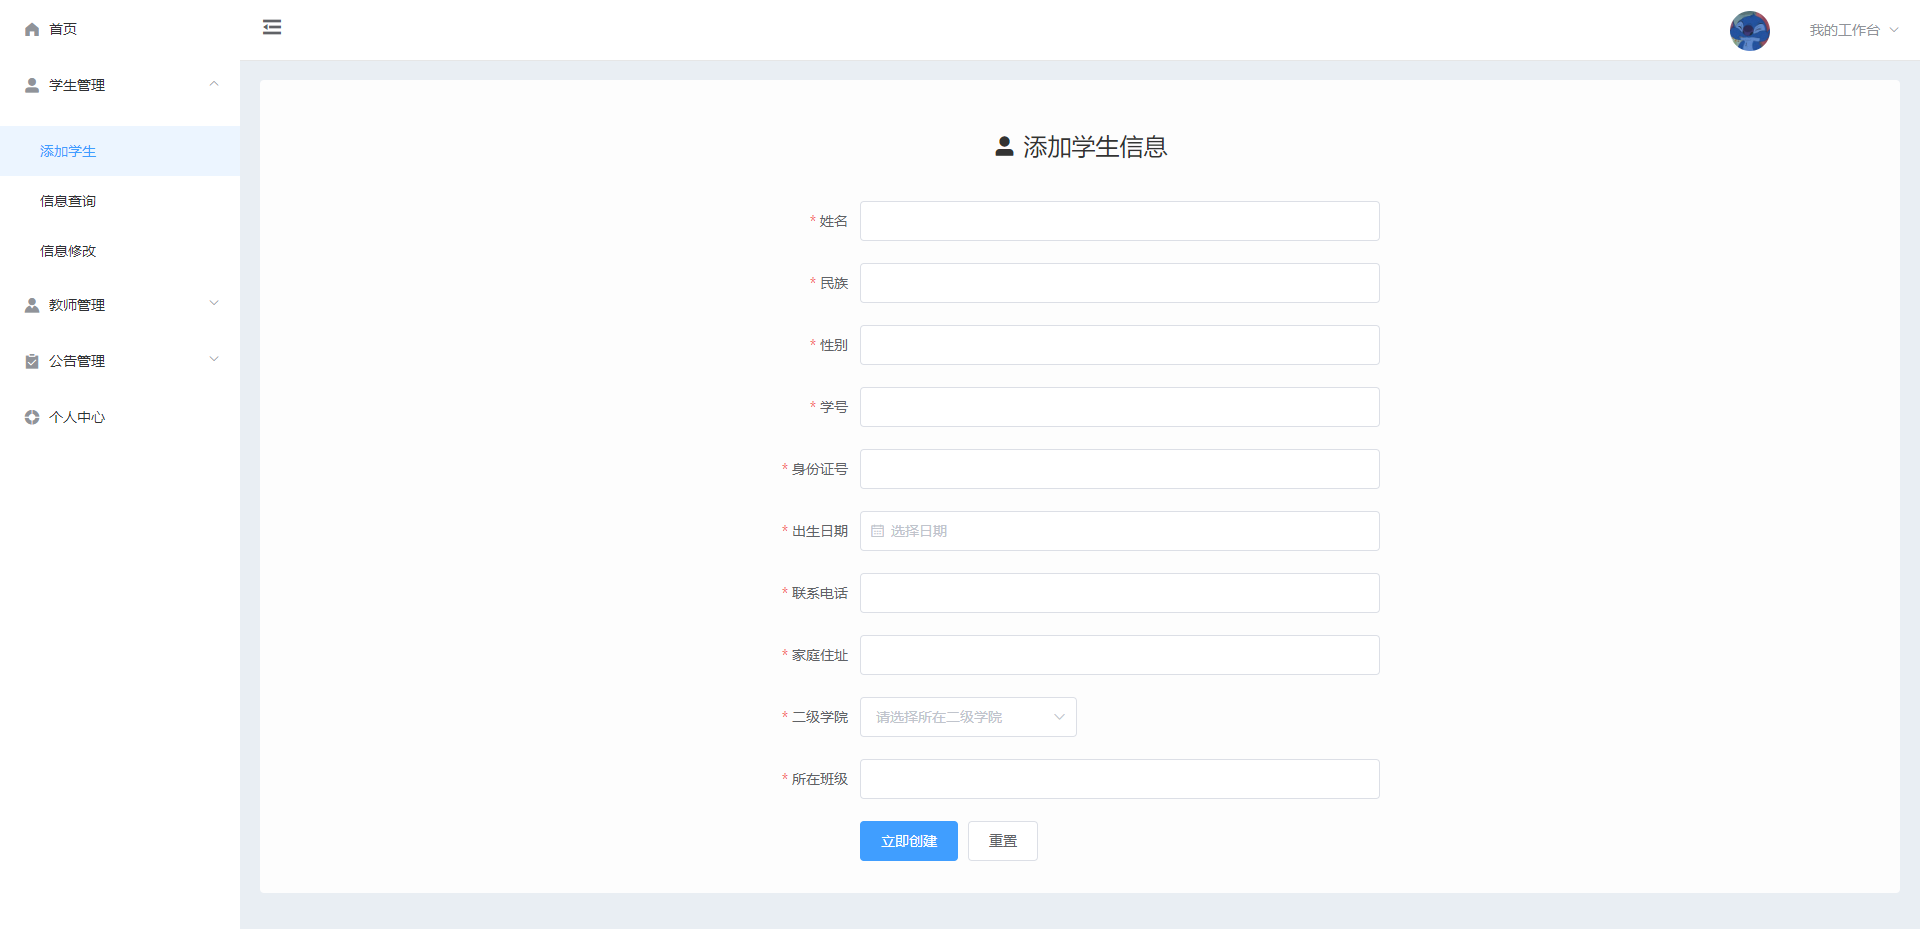 首页
学生管理
添加学生
信息查询
信息修改
教师管理
公告管理
个人中心
我的工作台
添加学生信息
* 姓名
* 民族
* 性别
* 学号
* 身份证号
* 出生日期 选择日期
* 联系电话
* 家庭住址
* 二级学院 请选择所在二级学院
* 所在班级
立即创建 重置